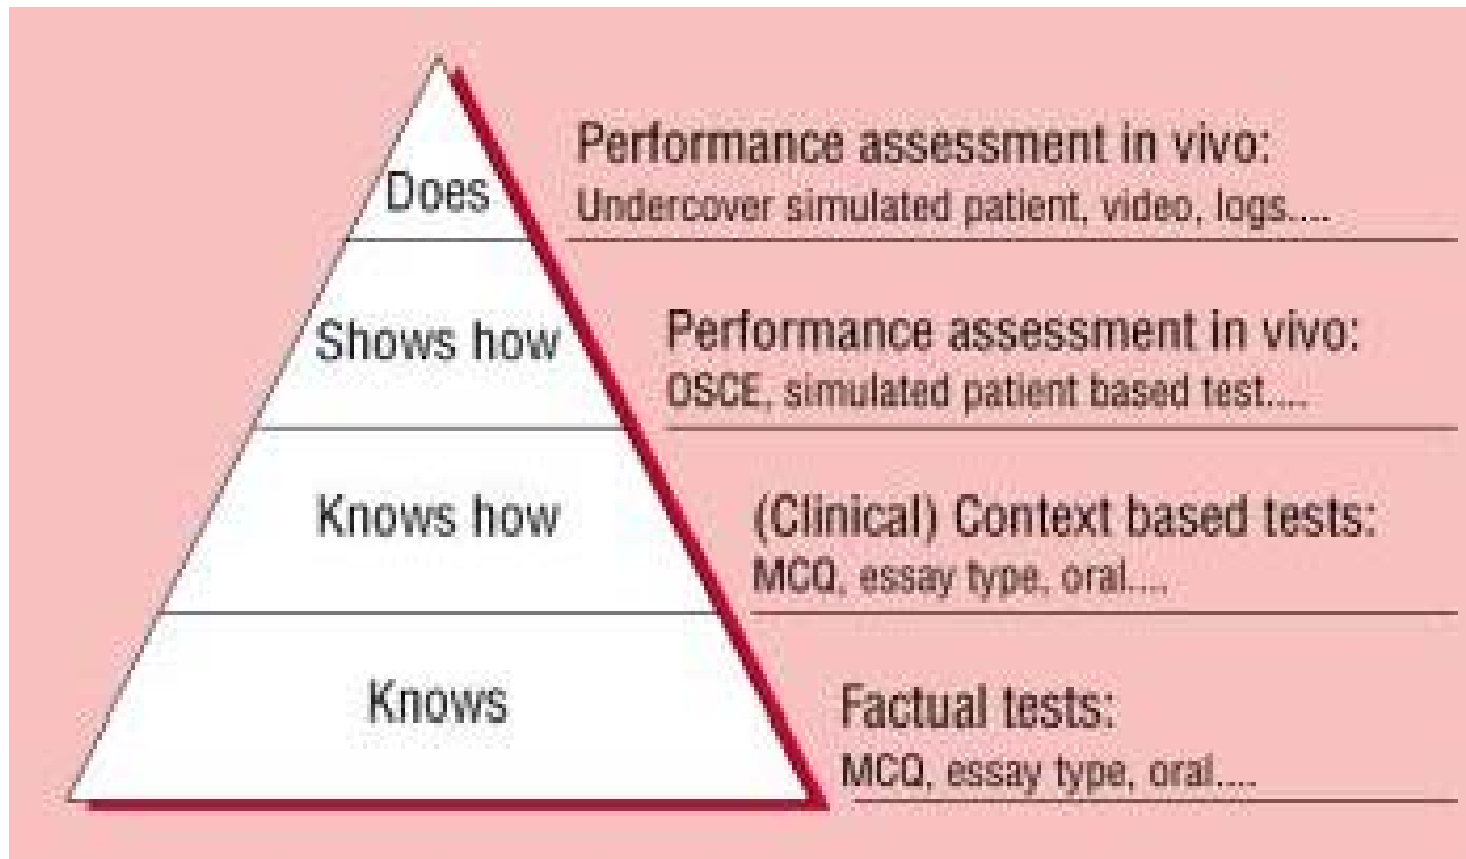 Does
Performance assessment in vivo:
Undercover simulated patient, video, logs....
Shows how
Performance assessment in vivo:
OSCE, simulated patient based test....
Knows how
(Clinical) Context based tests:
MCQ, essay type, oral....
Knows
Factual tests:
MCQ, essay type, oral....